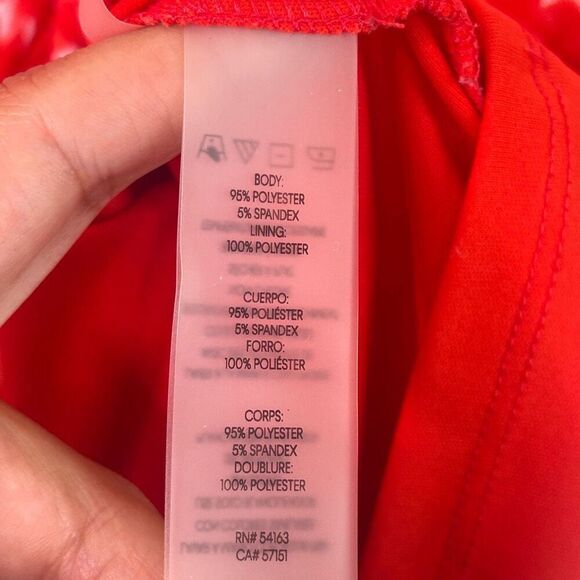 BODY:
95% POLYESTER
5% SPANDEX
LINING:
100% POLYESTER
CUERPO:
95% POLIÉSTER
5% SPANDEX
FORRO:
100% POLIÉSTER
CORPS:
95% POLYESTER
5% SPANDEX
DOUBLURE:
100% POLYESTER
RN# 54163
CA# 57151